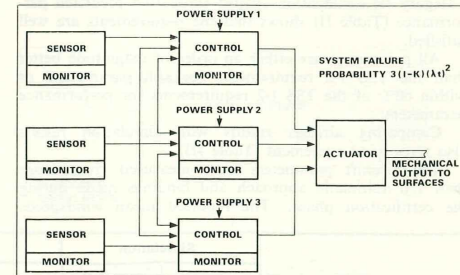 POWER SUPPLY 1
SENSOR
MONITOR
CONTROL
MONITOR
SYSTEM FAILURE
PROBABILITY 3(1-K)(λt)²
POWER SUPPLY 2
SENSOR
MONITOR
CONTROL
MONITOR
ACTUATOR
MECHANICAL
OUTPUT TO
SURFACES
POWER SUPPLY 3
SENSOR
MONITOR
CONTROL
MONITOR